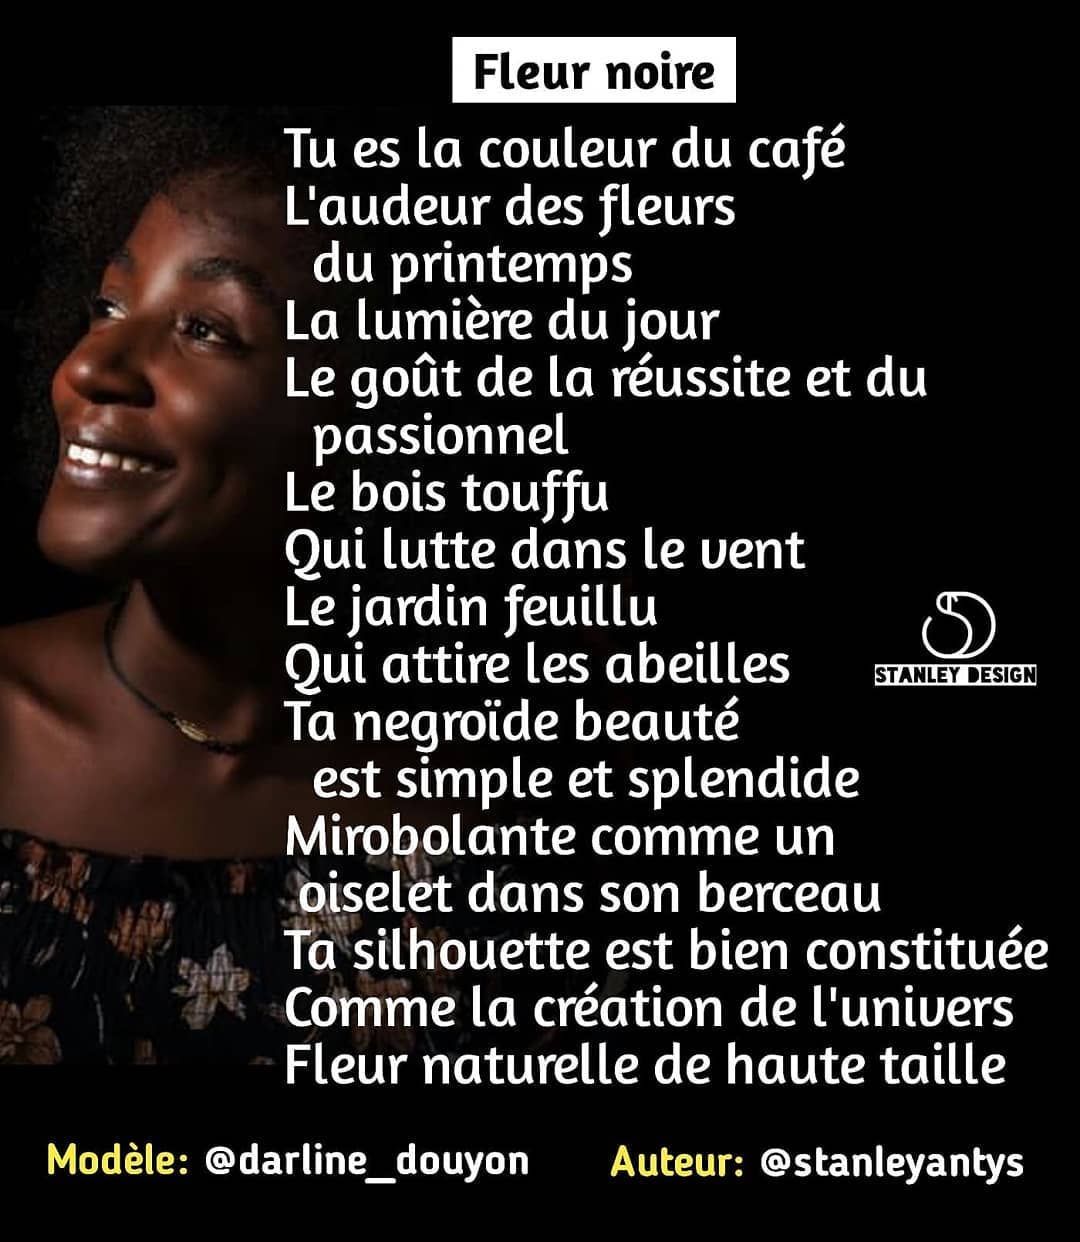 Fleur noire
Tu es la couleur du café
L'audeur des fleurs
du printemps
La lumière du jour
Le goût de la réussite et du
passionnel
Le bois touffu
Qui lutte dans le vent
Le jardin feuillu
Qui attire les abeilles
Ta negroïde beauté
est simple et splendide
Mirobolante comme un
oiselet dans son berceau
Ta silhouette est bien constituée
Comme la création de l'univers
Fleur naturelle de haute taille
STANLEY DESIGN
Modèle: @darline_douyon
Auteur: @stanleyantys